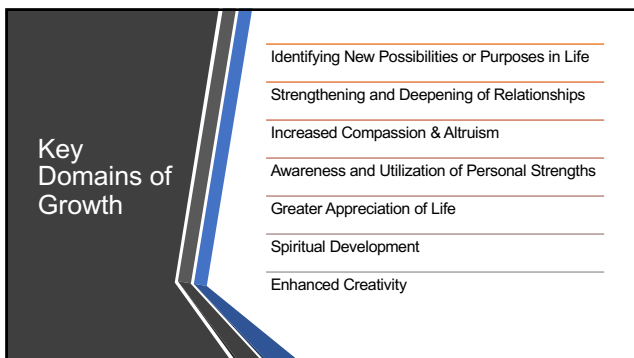 Key
Domains of
Growth
Identifying New Possibilities or Purposes in Life
Strengthening and Deepening of Relationships
Increased Compassion & Altruism
Awareness and Utilization of Personal Strengths
Greater Appreciation of Life
Spiritual Development
Enhanced Creativity